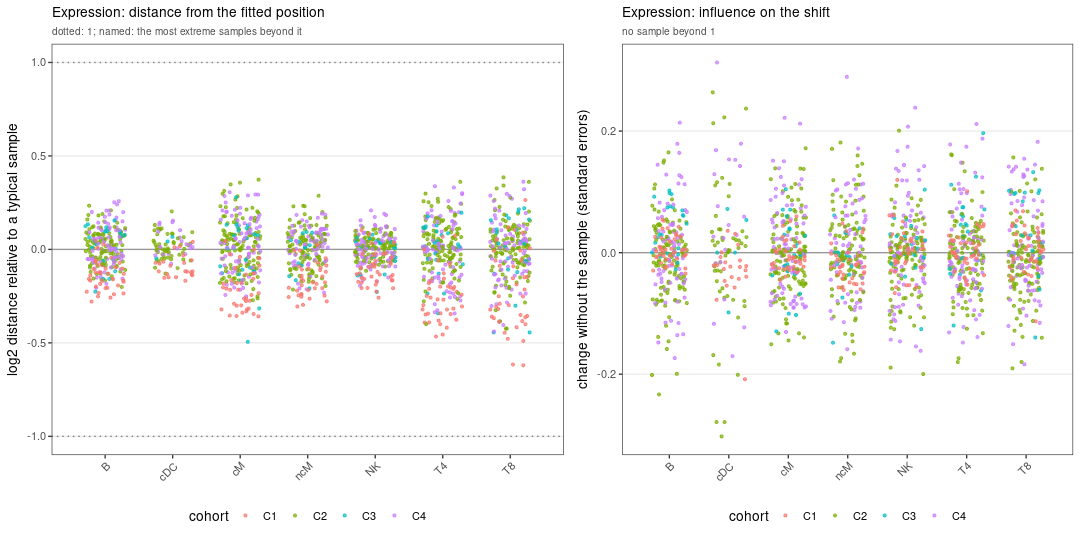 Expression: distance from the fitted position
dotted: 1; named: the most extreme samples beyond it
log2 distance relative to a typical sample
1.0
0.5
0.0
-0.5
-1.0
B cDC cM ncM NK T4 T8
cohort C1 C2 C3 C4
Expression: influence on the shift
no sample beyond 1
change without the sample (standard errors)
0.2
0.0
-0.2
B cDC cM ncM NK T4 T8
cohort C1 C2 C3 C4